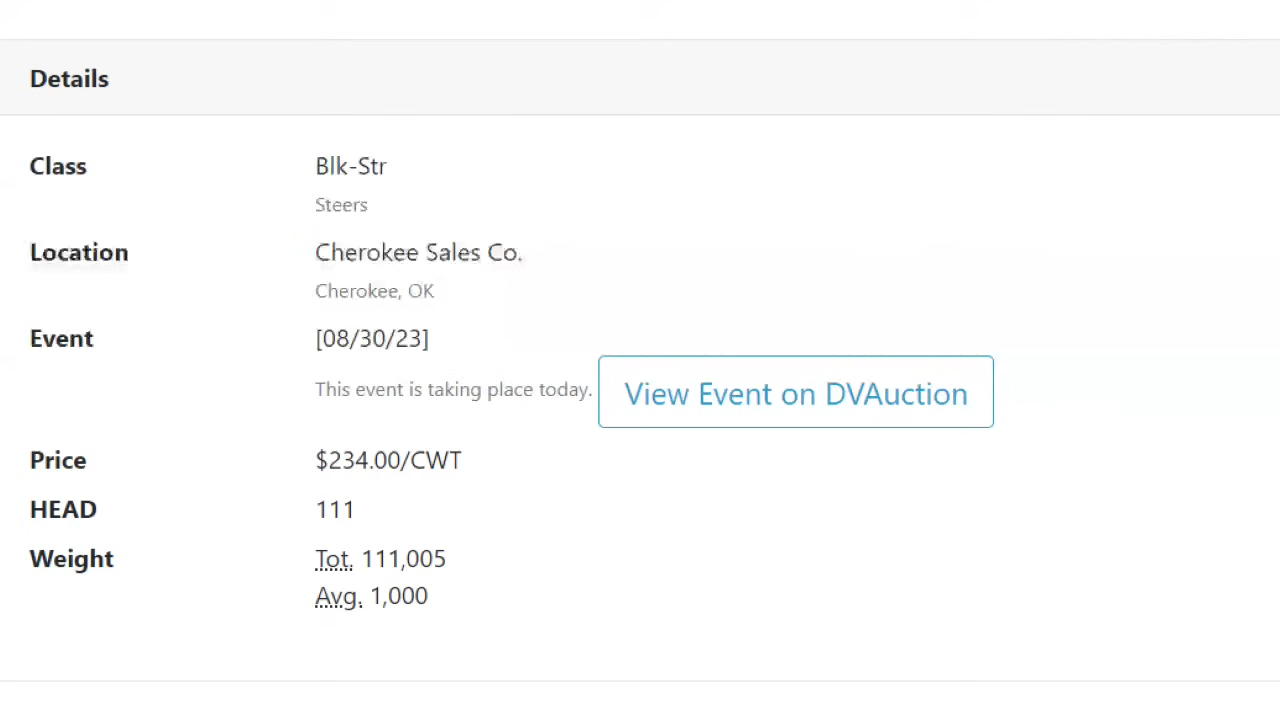 Details
Class Blk-Str
Steers
Location Cherokee Sales Co.
Cherokee, OK
Event [08/30/23]
This event is taking place today. View Event on DVAuction
Price $234.00/CWT
HEAD 111
Weight Tot. 111,005
Avg. 1,000